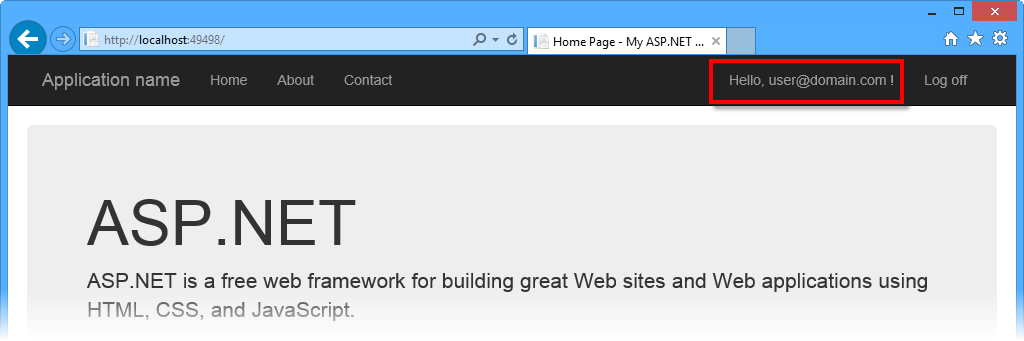 http://localhost:49498/
Home Page - My ASP.NET ...
Application name Home About Contact Hello, user@domain.com ! Log off
ASP.NET
ASP.NET is a free web framework for building great Web sites and Web applications using
HTML, CSS, and JavaScript.